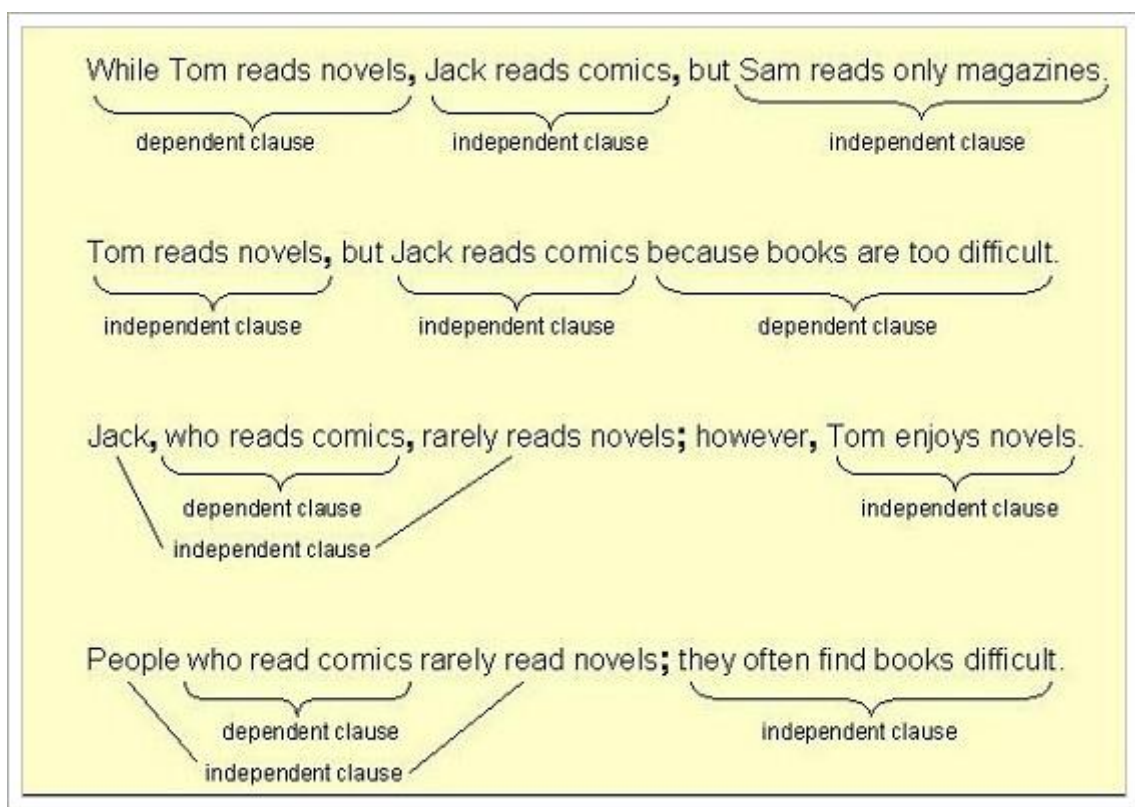 While Tom reads novels, Jack reads comics, but Sam reads only magazines.
dependent clause independent clause independent clause
Tom reads novels, but Jack reads comics because books are too difficult.
independent clause independent clause dependent clause
Jack, who reads comics, rarely reads novels; however, Tom enjoys novels.
dependent clause independent clause
independent clause
People who read comics rarely read novels; they often find books difficult.
dependent clause independent clause
independent clause